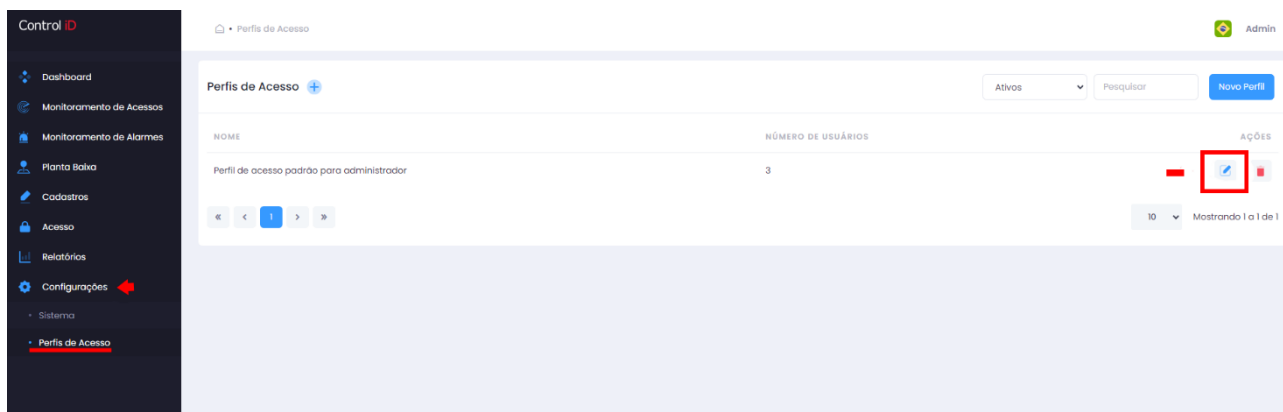 Control iD
Perfis de Acesso
Admin
Dashboard
Monitoramento de Acessos
Monitoramento de Alarmes
Planta Baixa
Cadastros
Acesso
Relatórios
Configurações
Sistema
Perfis de Acesso
Perfis de Acesso
Ativos
Pesquisar
Novo Perfil
NOME
NÚMERO DE USUÁRIOS
AÇÕES
Perfil de acesso padrão para administrador
3
« < 1 > »
10
Mostrando 1 a 1 de 1